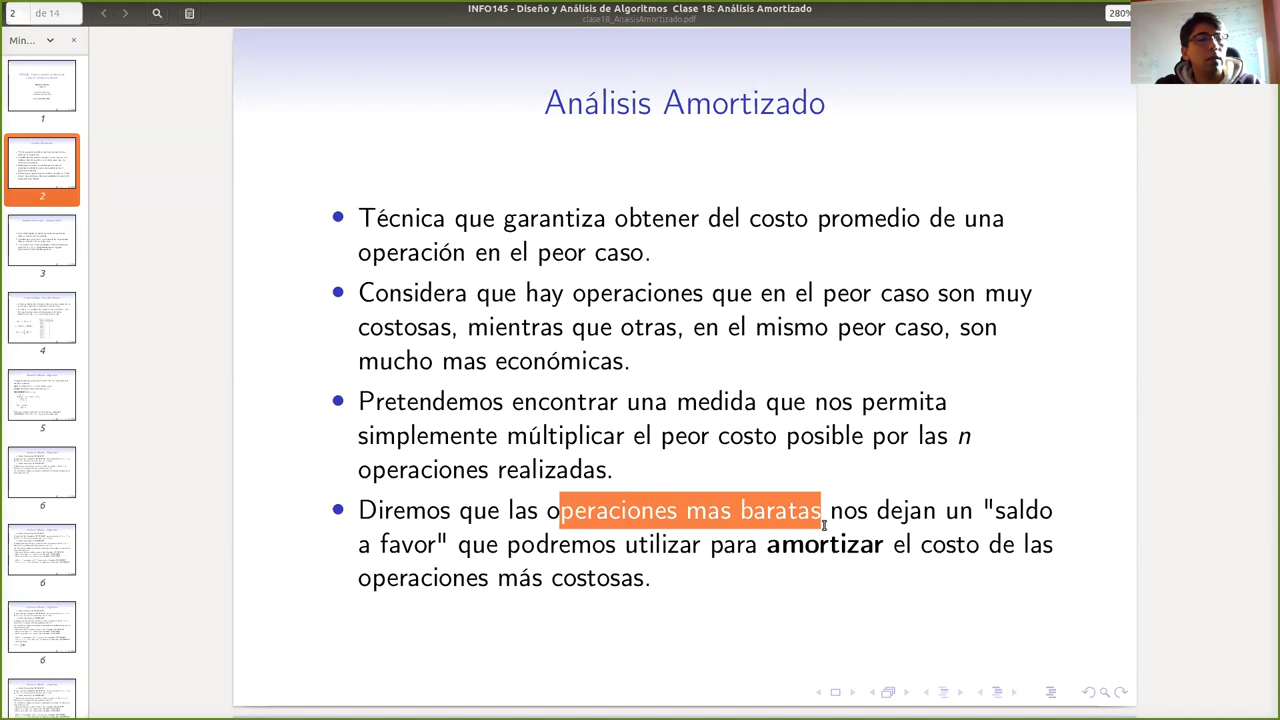 2 de 14
INFO145 - Diseño y Análisis de Algoritmos Clase 18: Análisis Amortizado
clase18_AnaisisAmortizado.pdf
280%
Min...
Análisis Amortizado
Técnica que garantiza obtener del costo promedio de una
operación en el peor caso.
Considera que hay operaciones que en el peor caso son muy
costosas, mientras que otras, en el mismo peor caso, son
mucho mas económicas.
Pretendemos encontrar una medida que nos permita
simplemente múltiplicar el peor costo posible por las n
operaciones realizadas.
Diremos que las operaciones mas baratas nos dejan un "saldo
a favor" que podemos utilizar para amortizar el costo de las
operaciones más costosas.
1
2
3
4
5
6
6
6